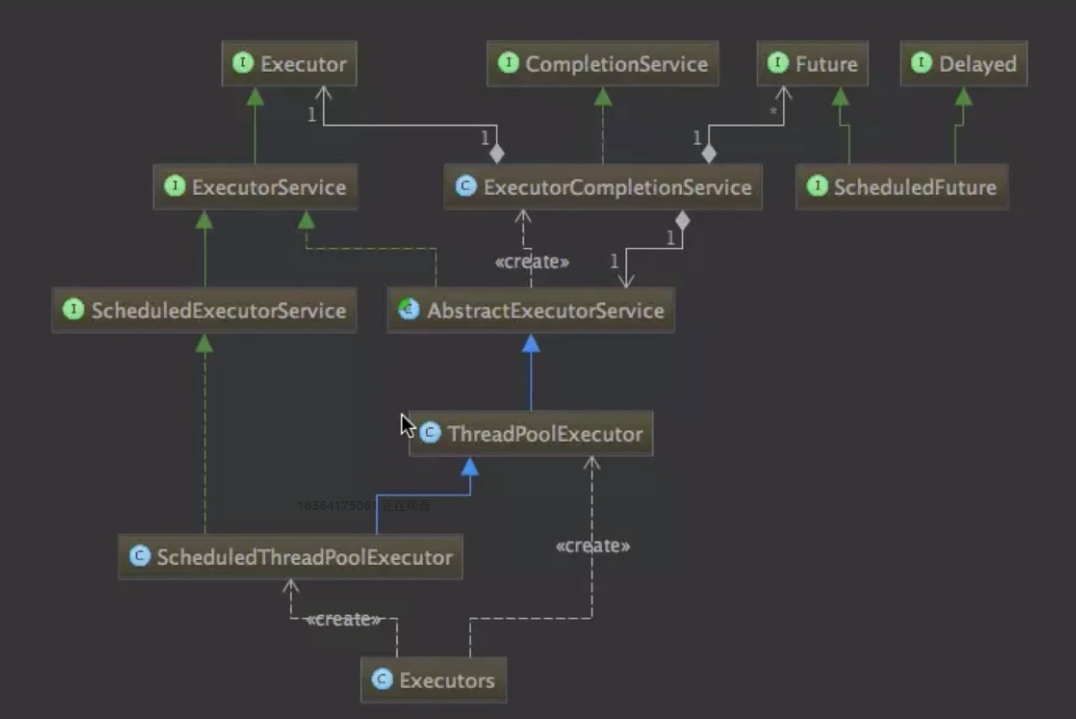 Executor
CompletionService
Future
Delayed
1
1
1
*
ExecutorService
ExecutorCompletionService
ScheduledFuture
«create»
1
1
ScheduledExecutorService
AbstractExecutorService
ThreadPoolExecutor
正在观看
«create»
ScheduledThreadPoolExecutor
«create»
Executors